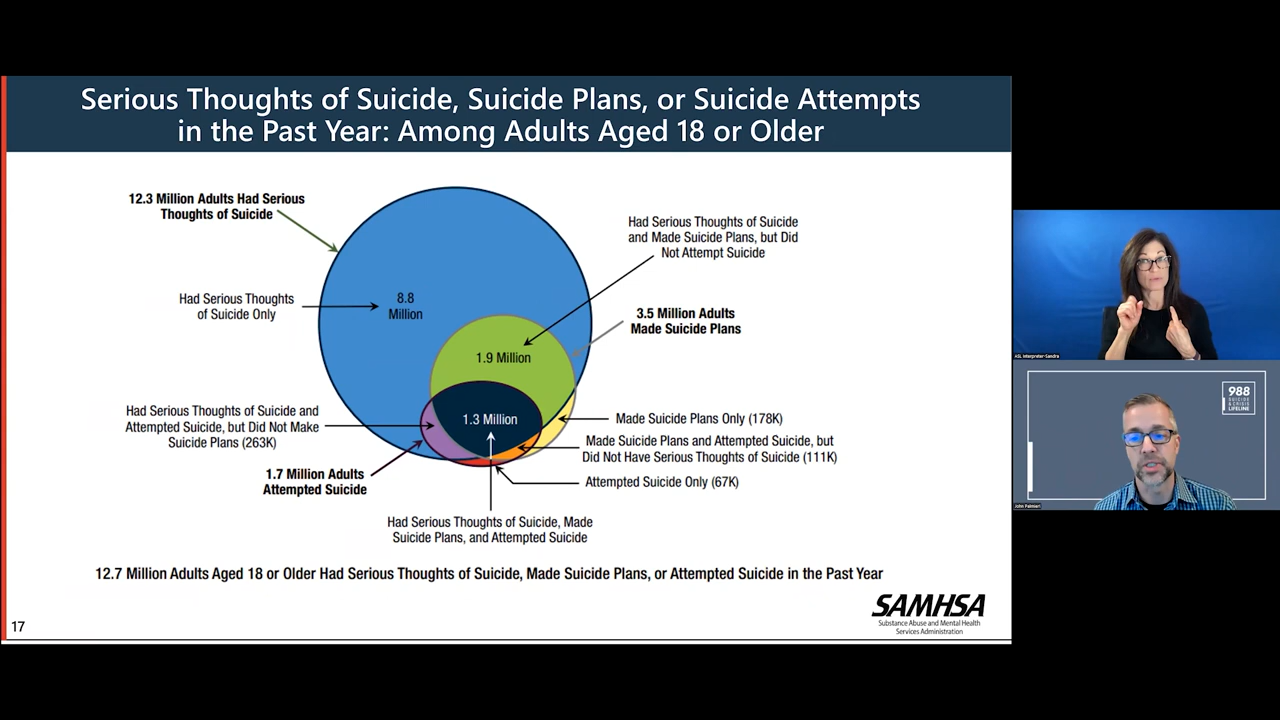 Serious Thoughts of Suicide, Suicide Plans, or Suicide Attempts
in the Past Year: Among Adults Aged 18 or Older
12.3 Million Adults Had Serious
Thoughts of Suicide
Had Serious Thoughts of Suicide
and Made Suicide Plans, but Did
Not Attempt Suicide
Had Serious Thoughts
of Suicide Only
8.8
Million
3.5 Million Adults
Made Suicide Plans
1.9 Million
Had Serious Thoughts of Suicide and
Attempted Suicide, but Did Not Make
Suicide Plans (263K)
1.3 Million
Made Suicide Plans Only (178K)
Made Suicide Plans and Attempted Suicide, but
Did Not Have Serious Thoughts of Suicide (111K)
1.7 Million Adults
Attempted Suicide
Attempted Suicide Only (67K)
Had Serious Thoughts of Suicide, Made
Suicide Plans, and Attempted Suicide
12.7 Million Adults Aged 18 or Older Had Serious Thoughts of Suicide, Made Suicide Plans, or Attempted Suicide in the Past Year
SAMHSA
Substance Abuse and Mental Health
Services Administration
17
ASL Interpreter-Sandra
988
SUICIDE
& CRISIS
LIFELINE
John Palmieri